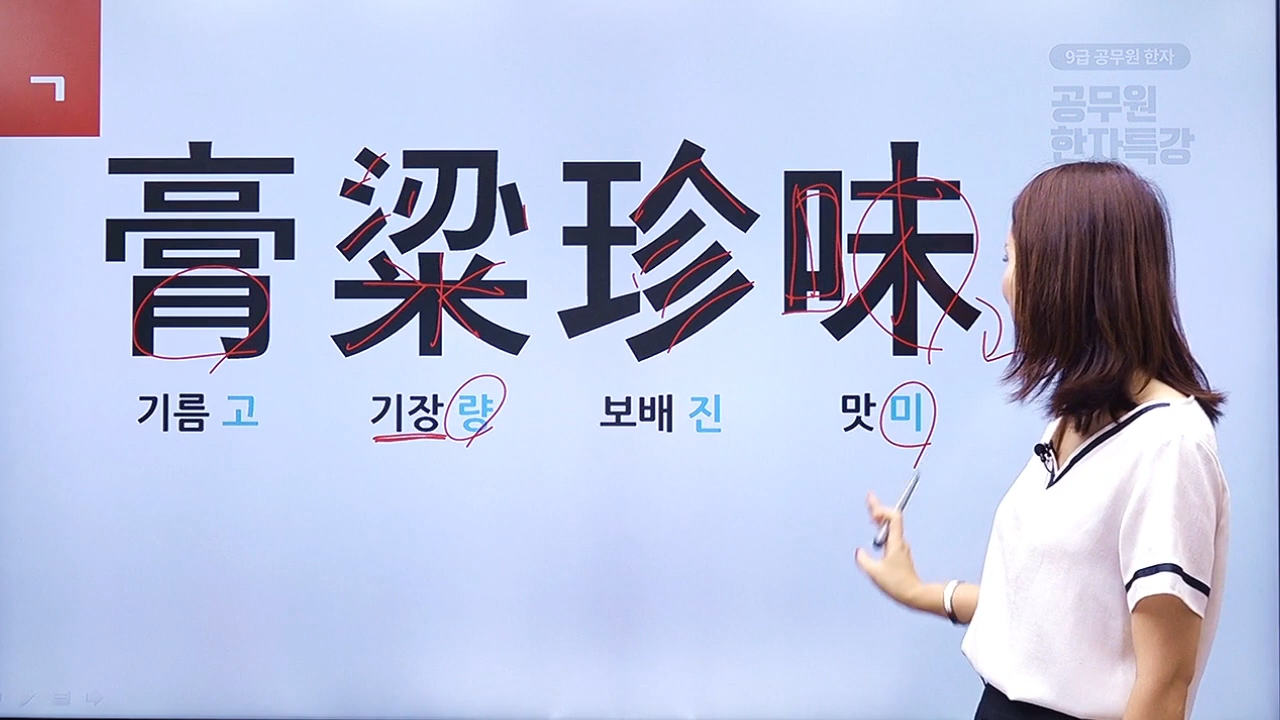 ㄱ
9급 공무원 한자
공무원
한자특강
膏粱珍味
기름 고 기장 량 보배 진 맛 미